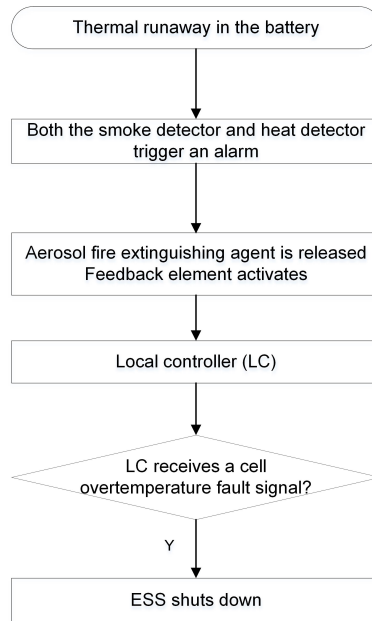 Thermal runaway in the battery
Both the smoke detector and heat detector
trigger an alarm
Aerosol fire extinguishing agent is released
Feedback element activates
Local controller (LC)
LC receives a cell
overtemperature fault signal?
Y
ESS shuts down